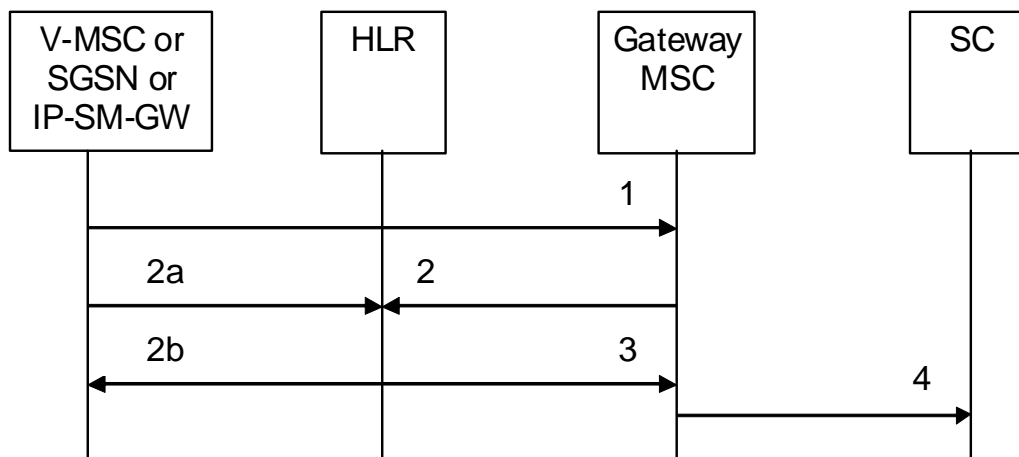 V-MSC or
SGSN or
IP-SM-GW
HLR
Gateway
MSC
SC
1
2a
2
2b
3
4